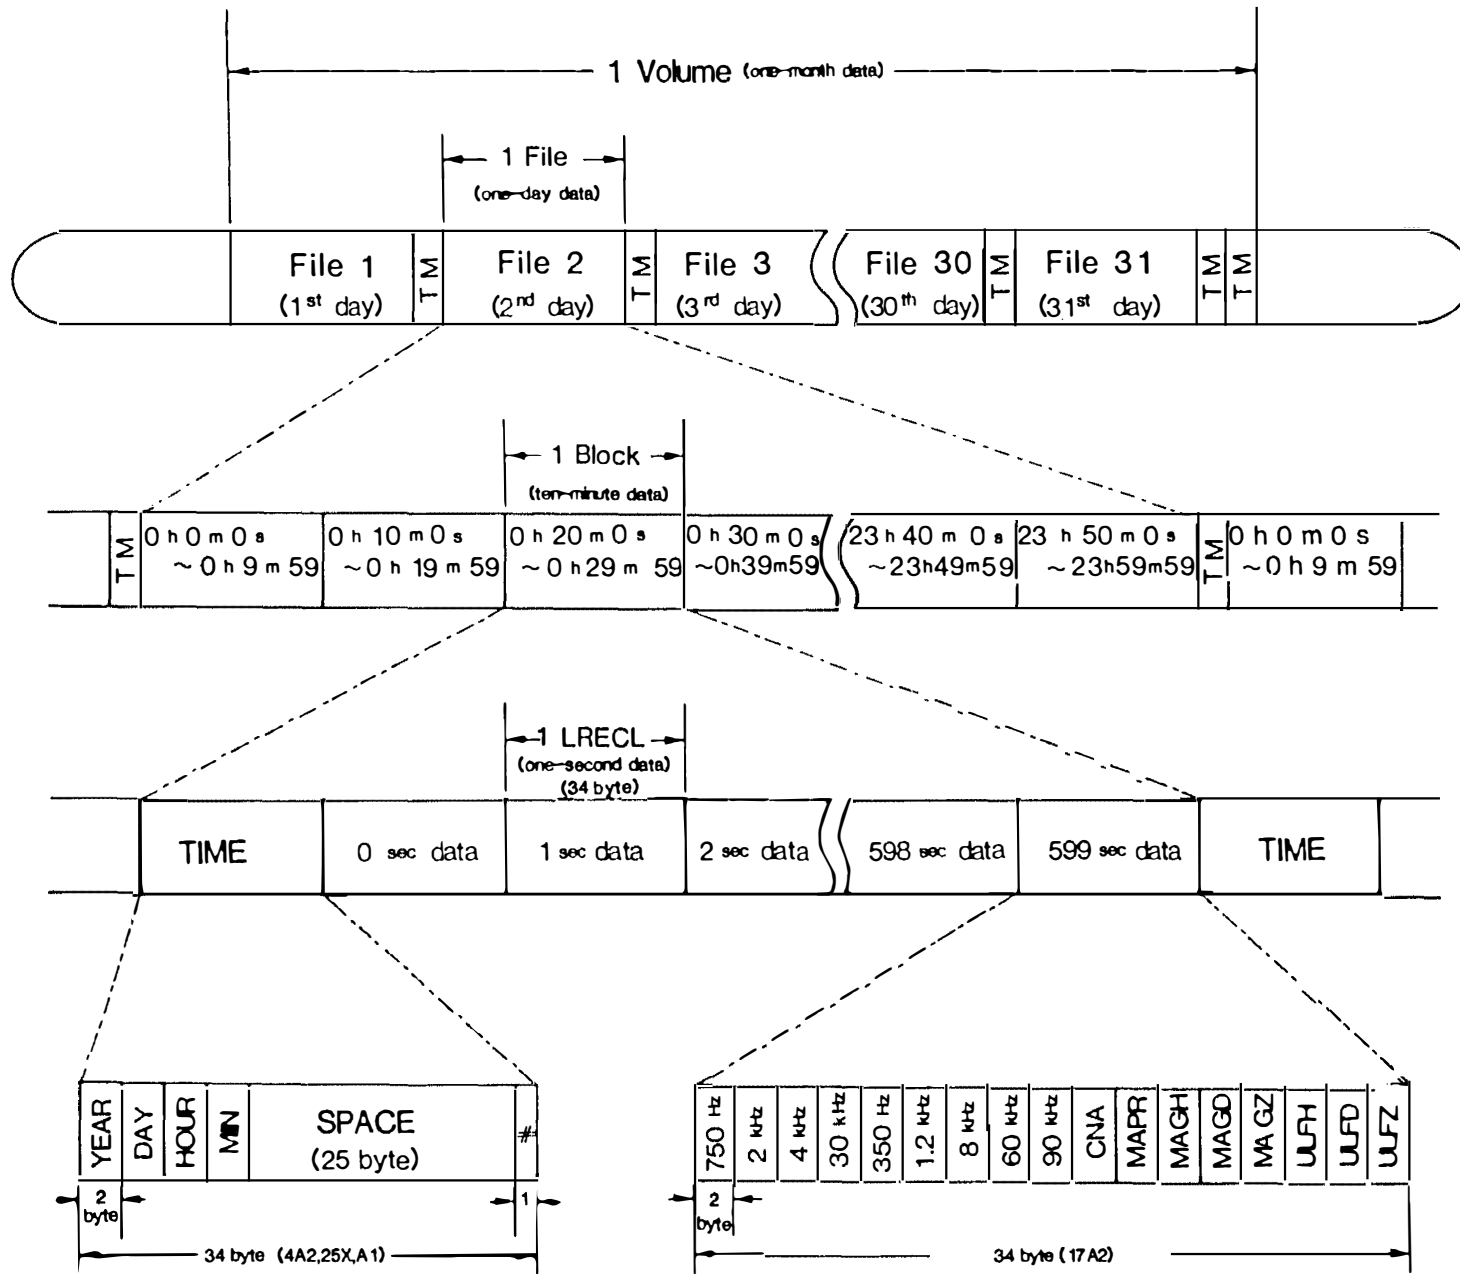 1 Volume (one-month data)
1 File
(one-day data)
File 1
(1st day)
TM
File 2
(2nd day)
TM
File 3
(3rd day)
File 30
(30th day)
TM
File 31
(31st day)
TM
TM
1 Block
(ten-minute data)
TM
0 h 0 m 0 s
~ 0 h 9 m 59
0 h 10 m 0 s
~ 0 h 19 m 59
0 h 20 m 0 s
~ 0 h 29 m 59
0 h 30 m 0 s
~ 0h39m59
23 h 40 m 0 s
~ 23h49m59
23 h 50 m 0 s
~ 23h59m59
TM
0 h 0 m 0 s
~ 0 h 9 m 59
1 LRECL
(one-second data)
(34 byte)
TIME
0 sec data
1 sec data
2 sec data
598 sec data
599 sec data
TIME
YEAR
DAY
HOUR
MIN
SPACE
(25 byte)
#
750 Hz
2 kHz
4 kHz
30 kHz
350 Hz
1.2 kHz
8 kHz
60 kHz
90 kHz
CNA
MAPR
MAGH
MAGD
MAGZ
ULFH
ULFD
ULFZ
2
byte
1
2
byte
34 byte (4A2,25X,A1)
34 byte (17A2)